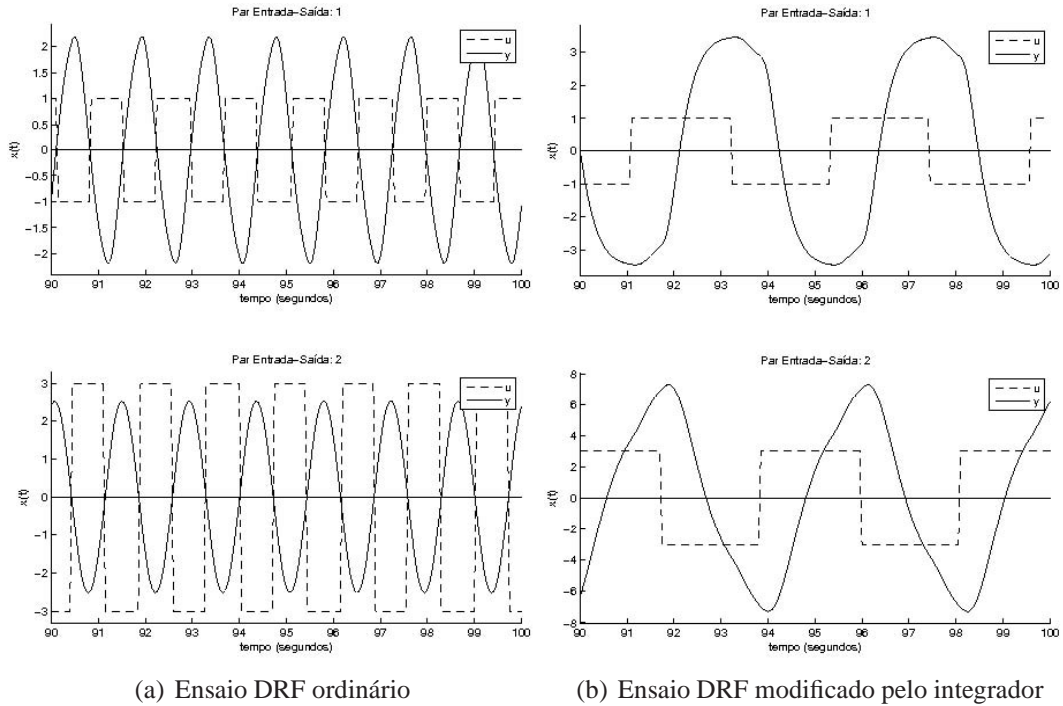 Par Entrada–Saída: 1
u
y
2
1.5
1
0.5
0
−0.5
−1
−1.5
−2
x(t)
90 91 92 93 94 95 96 97 98 99 100
tempo (segundos)
Par Entrada–Saída: 1
u
y
3
2
1
0
−1
−2
−3
x(t)
90 91 92 93 94 95 96 97 98 99 100
tempo (segundos)
Par Entrada–Saída: 2
u
y
3
2
1
0
−1
−2
−3
x(t)
90 91 92 93 94 95 96 97 98 99 100
tempo (segundos)
Par Entrada–Saída: 2
u
y
8
6
4
2
0
−2
−4
−6
−8
x(t)
90 91 92 93 94 95 96 97 98 99 100
tempo (segundos)
(a) Ensaio DRF ordinário
(b) Ensaio DRF modificado pelo integrador